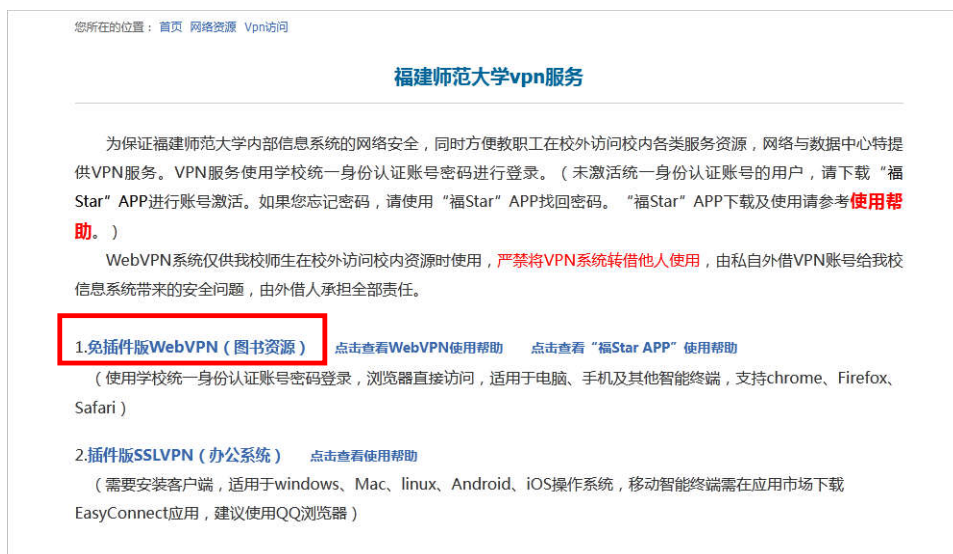 您所在的位置： 首页 网络资源 Vpn访问
福建师范大学vpn服务
为保证福建师范大学内部信息系统的网络安全，同时方便教职工在校外访问校内各类服务资源，网络与数据中心特提
供VPN服务。VPN服务使用学校统一身份认证账号密码进行登录。（未激活统一身份认证账号的用户，请下载“福
Star”APP进行账号激活。如果您忘记密码，请使用“福Star”APP找回密码。“福Star”APP下载及使用请参考使用帮
助。）
WebVPN系统仅供我校师生在校外访问校内资源时使用，严禁将VPN系统转借他人使用，由私自外借VPN账号给我校
信息系统带来的安全问题，由外借人承担全部责任。
1.免插件版WebVPN（图书资源） 点击查看WebVPN使用帮助 点击查看“福Star APP”使用帮助
（使用学校统一身份认证账号密码登录，浏览器直接访问，适用于电脑、手机及其他智能终端，支持chrome、Firefox、
Safari）
2.插件版SSLVPN（办公系统） 点击查看使用帮助
（需要安装客户端，适用于windows、Mac、linux、Android、iOS操作系统，移动智能终端需在应用市场下载
EasyConnect应用，建议使用QQ浏览器）